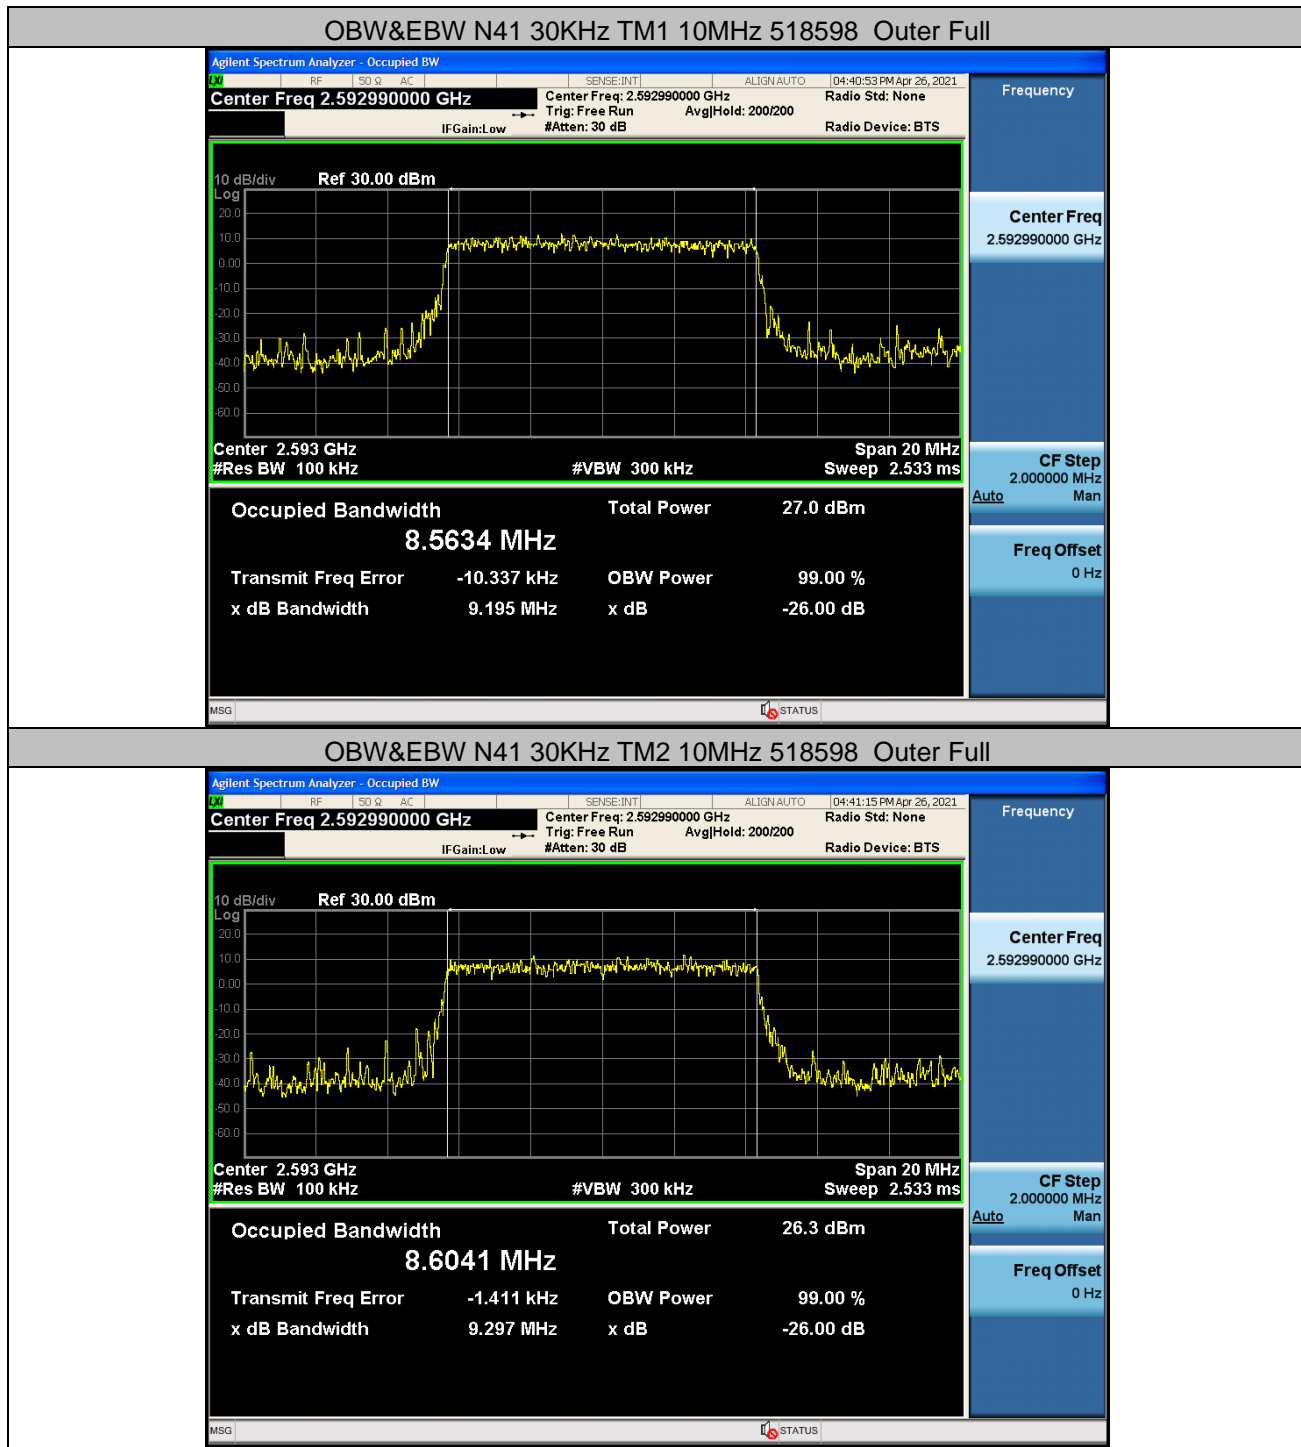 OBW&EBW N41 30KHz TM1 10MHz 518598 Outer Full
Agilent Spectrum Analyzer - Occupied BW
LXI RF 50 Ω AC SENSE:INT ALIGN AUTO 04:40:53 PM Apr 26, 2021
Center Freq 2.592990000 GHz Center Freq: 2.592990000 GHz Radio Std: None Frequency
Trig: Free Run Avg|Hold: 200/200
IFGain:Low #Atten: 30 dB Radio Device: BTS
10 dB/div Ref 30.00 dBm
Log
20.0
10.0
0.00
-10.0
-20.0
-30.0
-40.0
-50.0
-60.0
Center Freq
2.592990000 GHz
Center 2.593 GHz Span 20 MHz
#Res BW 100 kHz #VBW 300 kHz Sweep 2.533 ms
CF Step
2.000000 MHz
Auto Man
Occupied Bandwidth Total Power 27.0 dBm
8.5634 MHz
Freq Offset
0 Hz
Transmit Freq Error -10.337 kHz OBW Power 99.00 %
x dB Bandwidth 9.195 MHz x dB -26.00 dB
MSG STATUS
OBW&EBW N41 30KHz TM2 10MHz 518598 Outer Full
Agilent Spectrum Analyzer - Occupied BW
LXI RF 50 Ω AC SENSE:INT ALIGN AUTO 04:41:15 PM Apr 26, 2021
Center Freq 2.592990000 GHz Center Freq: 2.592990000 GHz Radio Std: None Frequency
Trig: Free Run Avg|Hold: 200/200
IFGain:Low #Atten: 30 dB Radio Device: BTS
10 dB/div Ref 30.00 dBm
Log
20.0
10.0
0.00
-10.0
-20.0
-30.0
-40.0
-50.0
-60.0
Center Freq
2.592990000 GHz
Center 2.593 GHz Span 20 MHz
#Res BW 100 kHz #VBW 300 kHz Sweep 2.533 ms
CF Step
2.000000 MHz
Auto Man
Occupied Bandwidth Total Power 26.3 dBm
8.6041 MHz
Freq Offset
0 Hz
Transmit Freq Error -1.411 kHz OBW Power 99.00 %
x dB Bandwidth 9.297 MHz x dB -26.00 dB
MSG STATUS